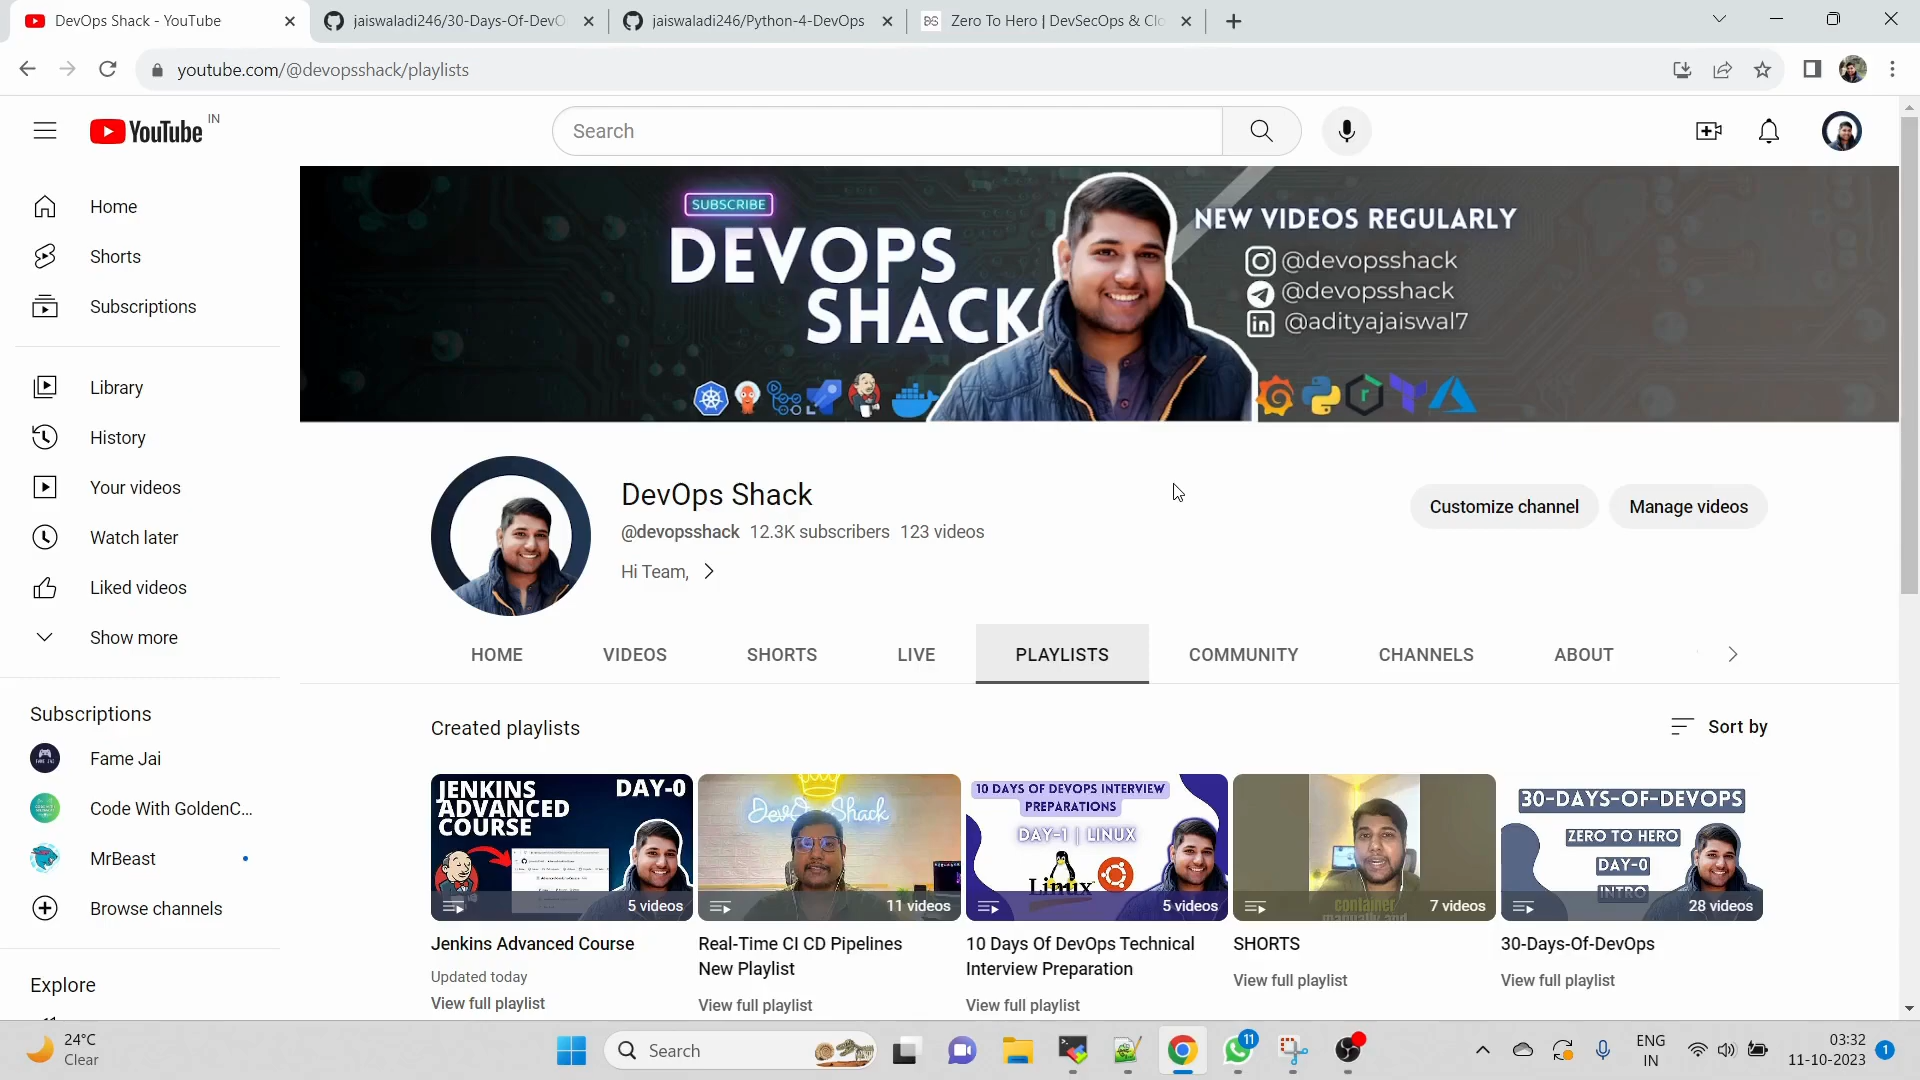 DevOps Shack - YouTube
jaiswaladi246/30-Days-Of-DevO
jaiswaladi246/Python-4-DevOps
Zero To Hero | DevSecOps & Clo
youtube.com/@devopsshack/playlists
YouTube IN
Search
Home
Shorts
Subscriptions
Library
History
Your videos
Watch later
Liked videos
Show more
Subscriptions
Fame Jai
Code With GoldenC...
MrBeast
Browse channels
Explore
SUBSCRIBE
DEVOPS
SHACK
NEW VIDEOS REGULARLY
@devopsshack
@devopsshack
in @adityajaiswal7
DevOps Shack
@devopsshack 12.3K subscribers 123 videos
Hi Team,
Customize channel
Manage videos
HOME
VIDEOS
SHORTS
LIVE
PLAYLISTS
COMMUNITY
CHANNELS
ABOUT
Created playlists
Sort by
JENKINS
ADVANCED
COURSE
DAY-0
5 videos
Jenkins Advanced Course
Updated today
View full playlist
11 videos
Real-Time CI CD Pipelines
New Playlist
View full playlist
10 DAYS OF DEVOPS INTERVIEW
PREPARATIONS
DAY-1 | LINUX
Linux
5 videos
10 Days Of DevOps Technical
Interview Preparation
View full playlist
container
manually and
7 videos
SHORTS
View full playlist
30-DAYS-OF-DEVOPS
ZERO TO HERO
DAY-0
INTRO
28 videos
30-Days-Of-DevOps
View full playlist
24°C
Clear
Search
11
ENG
IN
03:32
11-10-2023
1